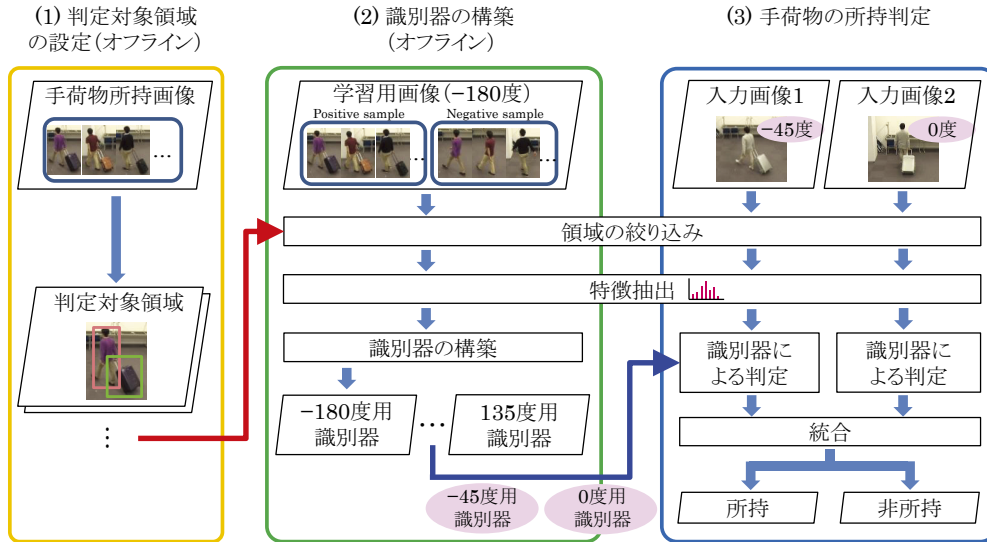 (1) 判定対象領域
の設定(オフライン)
手荷物所持画像
…
判定対象領域
⋮
(2) 識別器の構築
(オフライン)
学習用画像(−180度)
Positive sample
Negative sample
…
…
領域の絞り込み
特徴抽出
識別器の構築
−180度用
識別器
…
135度用
識別器
−45度用
識別器
0度用
識別器
(3) 手荷物の所持判定
入力画像1
−45度
入力画像2
0度
識別器に
よる判定
識別器に
よる判定
統合
所持
非所持